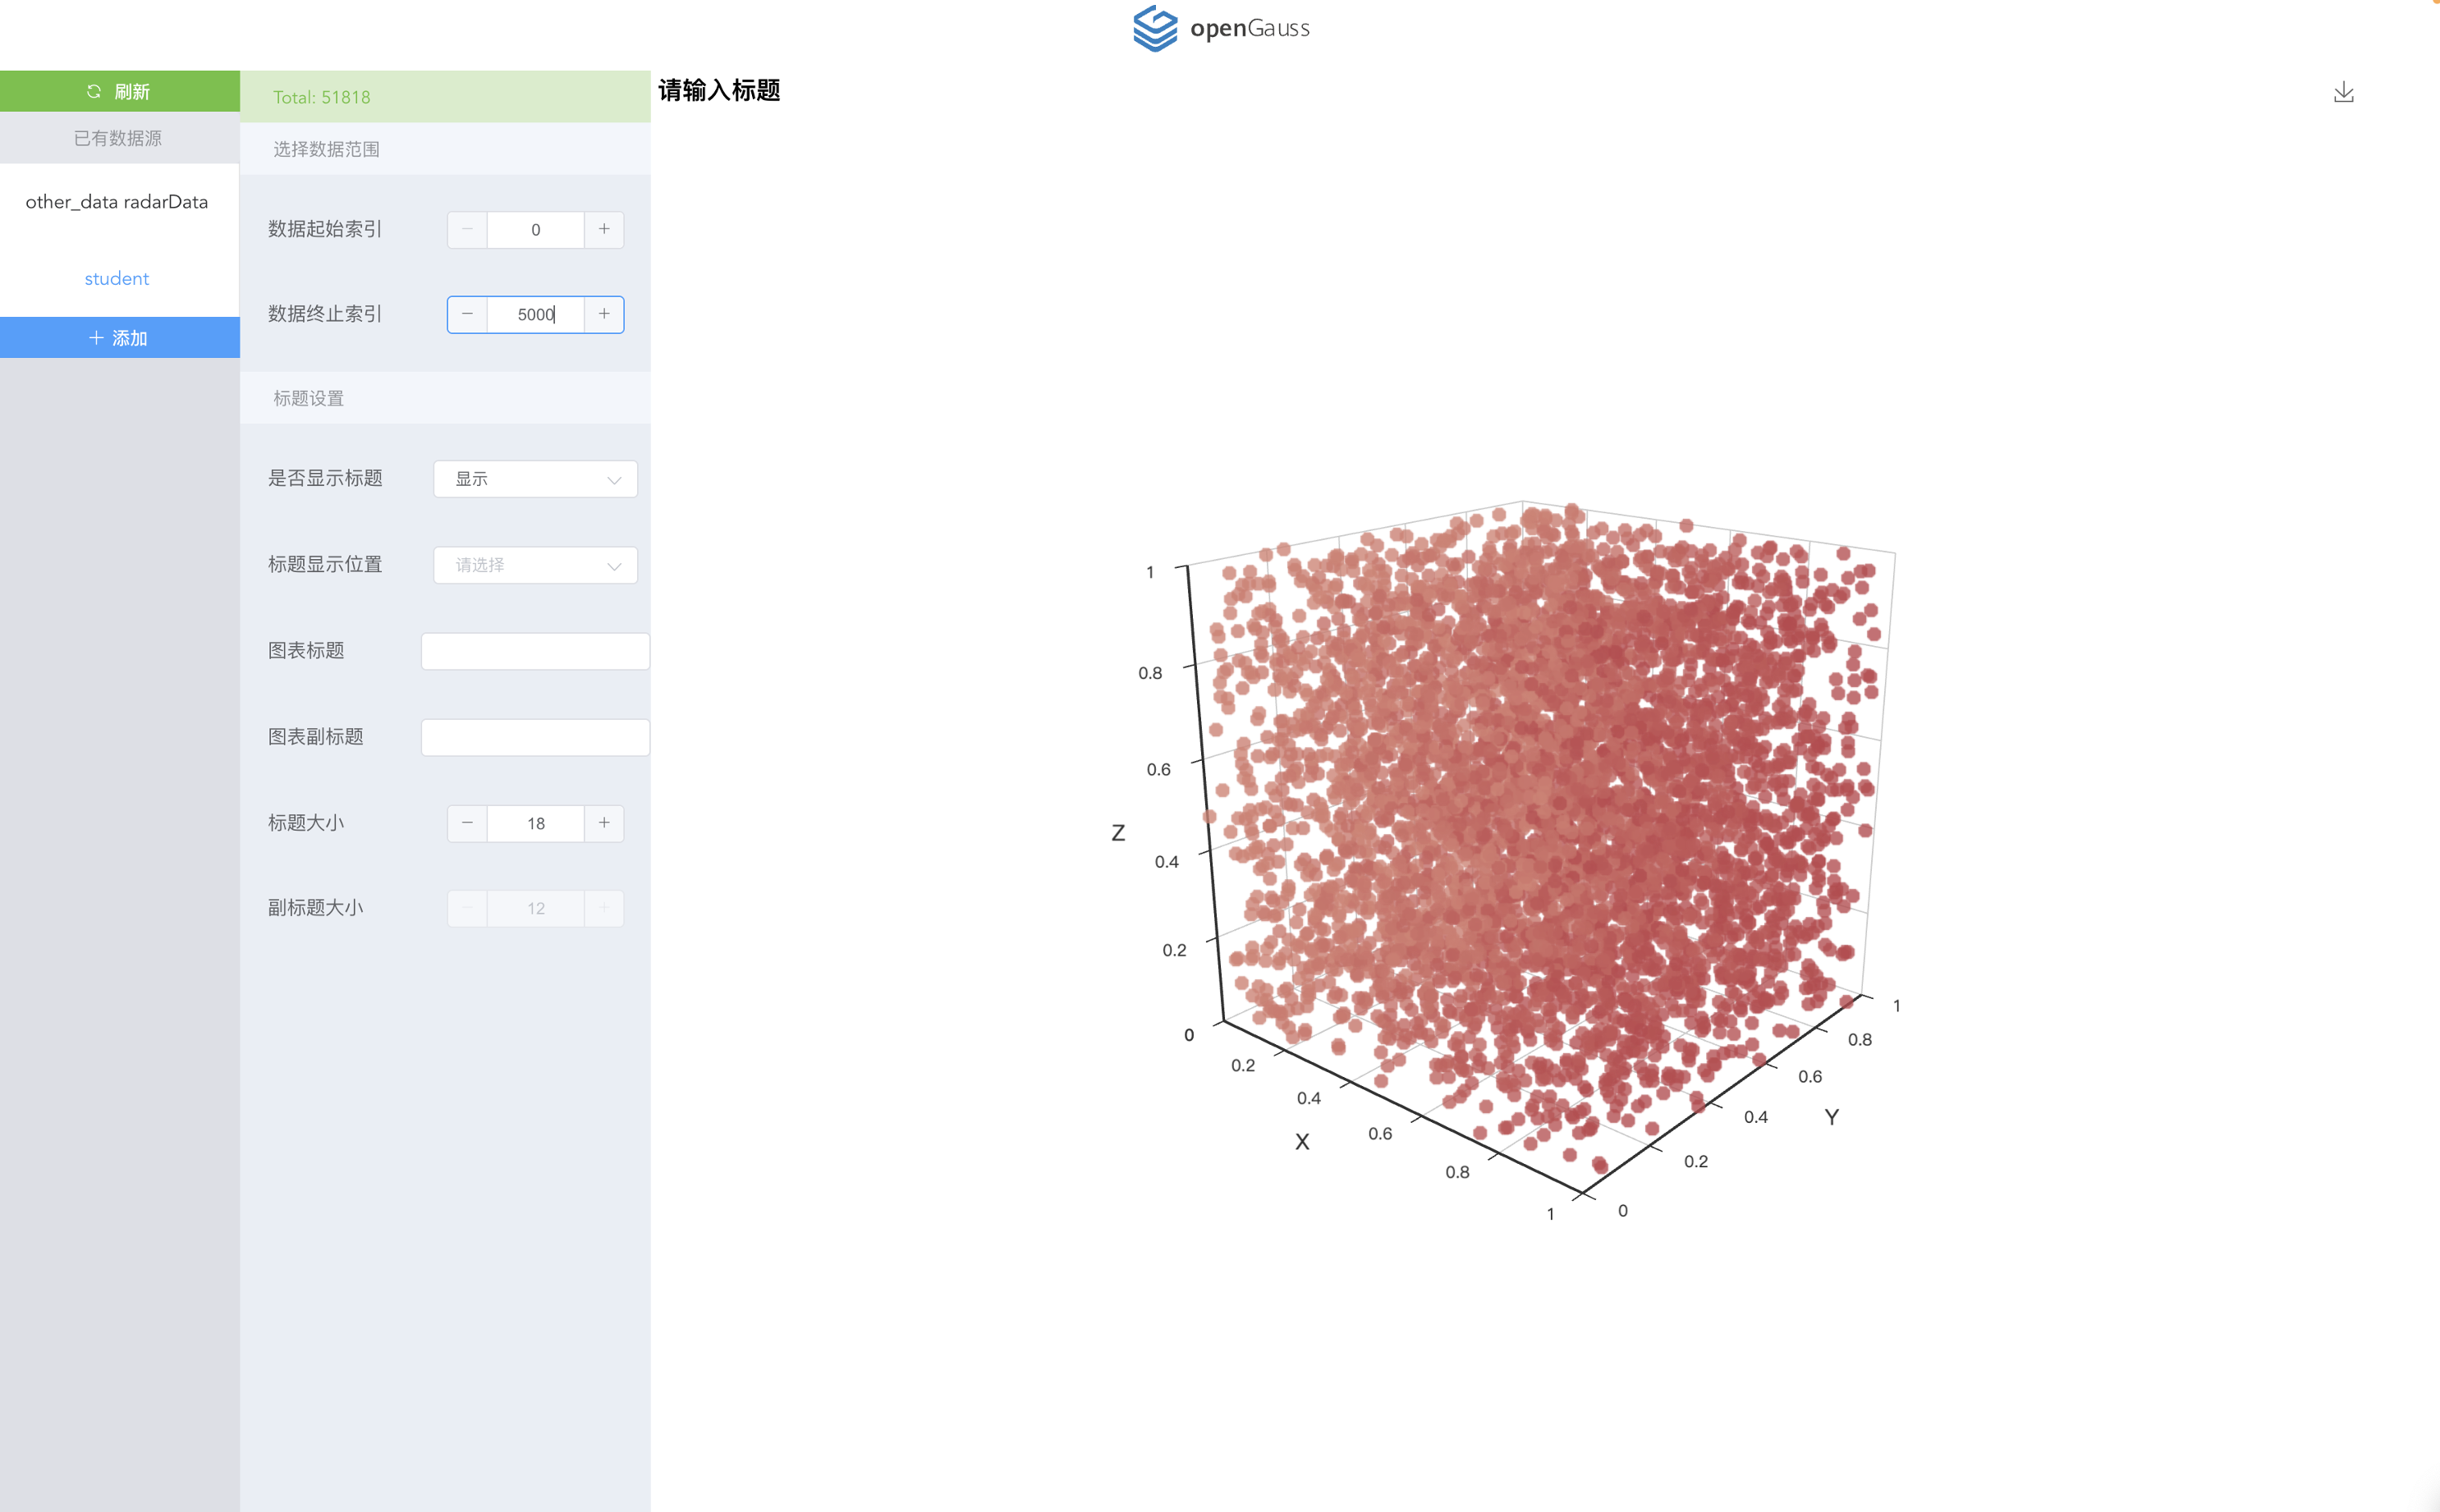 openGauss
刷新
已有数据源
other_data radarData
student
添加
Total: 51818
选择数据范围
数据起始索引
0
数据终止索引
5000
标题设置
是否显示标题
显示
标题显示位置
请选择
图表标题
图表副标题
标题大小
18
副标题大小
12
请输入标题
1
0.8
0.6
Z
0.4
0.2
0
0.2
0.4
X
0.6
0.8
1
0
0.2
0.4
Y
0.6
0.8
1